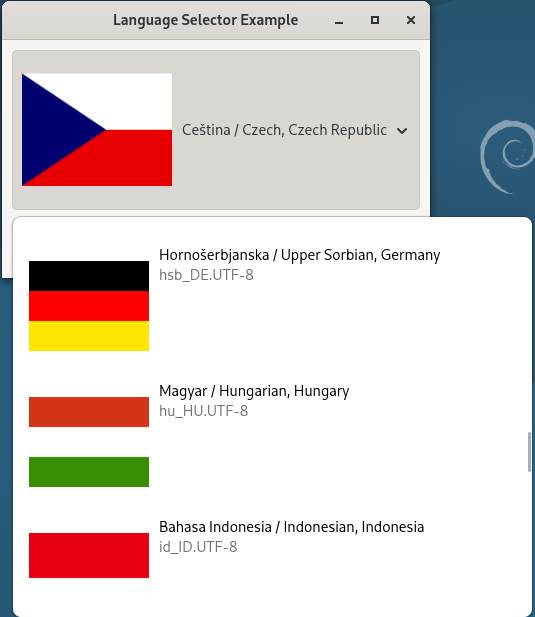 Language Selector Example
Ceština / Czech, Czech Republic
Hornošerbjanska / Upper Sorbian, Germany
hsb_DE.UTF-8
Magyar / Hungarian, Hungary
hu_HU.UTF-8
Bahasa Indonesia / Indonesian, Indonesia
id_ID.UTF-8